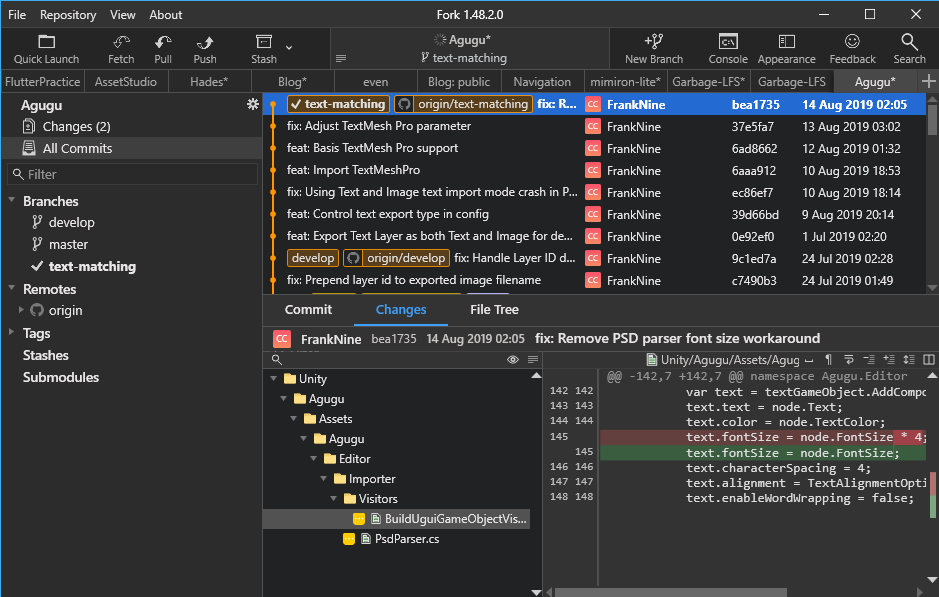 File Repository View About Fork 1.48.2.0
Quick Launch Fetch Pull Push Stash Agugu* text-matching New Branch Console Appearance Feedback Search
FlutterPractice AssetStudio Hades* Blog* even Blog: public Navigation mimiron-lite* Garbage-LFS* Garbage-LFS Agugu*
Agugu
Changes (2)
All Commits
Filter
Branches
develop
master
text-matching
Remotes
origin
Tags
Stashes
Submodules
text-matching origin/text-matching fix: R... CC FrankNine bea1735 14 Aug 2019 02:05
fix: Adjust TextMesh Pro parameter CC FrankNine 37e5fa7 13 Aug 2019 03:02
feat: Basis TextMesh Pro support CC FrankNine 6ad8662 12 Aug 2019 01:32
feat: Import TextMeshPro CC FrankNine 6aaa912 10 Aug 2019 18:53
fix: Using Text and Image text import mode crash in P... CC FrankNine ec86ef7 10 Aug 2019 18:14
feat: Control text export type in config CC FrankNine 39d66bd 9 Aug 2019 20:14
feat: Export Text Layer as both Text and Image for de... CC FrankNine 0e92ef0 1 Jul 2019 02:20
develop origin/develop fix: Handle Layer ID d... CC FrankNine 9c1ed7a 24 Jul 2019 02:28
fix: Prepend layer id to exported image filename CC FrankNine c7490b3 24 Jul 2019 01:49
Commit Changes File Tree
CC FrankNine bea1735 14 Aug 2019 02:05 fix: Remove PSD parser font size workaround
Unity
Agugu
Assets
Agugu
Editor
Importer
Visitors
BuildUguiGameObjectVis...
PsdParser.cs
Unity/Agugu/Assets/Agug
@@ -142,7 +142,7 @@ namespace Agugu.Editor
142 142 var text = textGameObject.AddCompo
143 143 text.text = node.Text;
144 144 text.color = node.TextColor;
145 text.fontSize = node.FontSize * 4;
145 text.fontSize = node.FontSize;
146 146 text.characterSpacing = 4;
147 147 text.alignment = TextAlignmentOpti
148 148 text.enableWordWrapping = false;